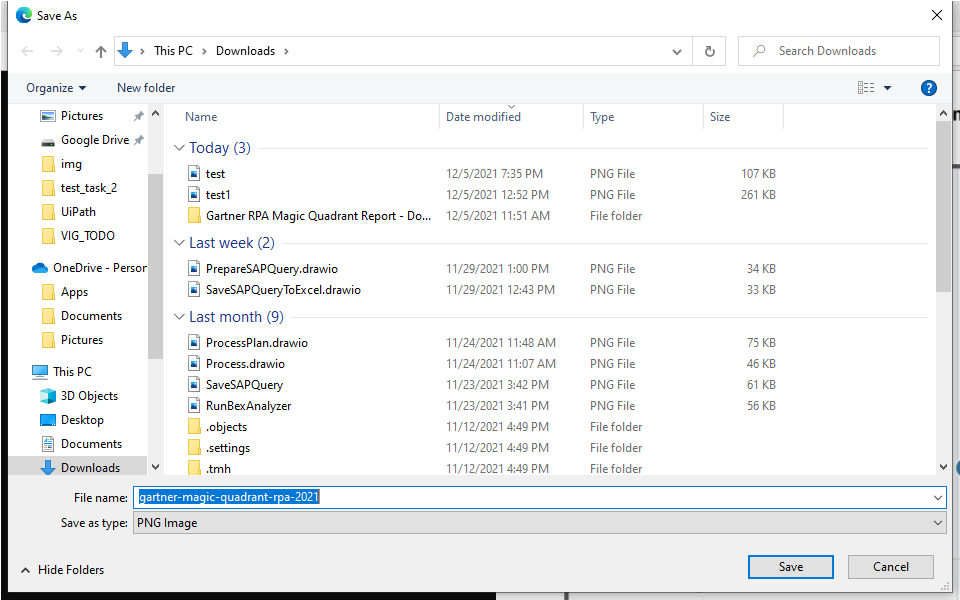 Save As
This PC > Downloads >
Search Downloads
Organize
New folder
?
Pictures
Google Drive
img
test_task_2
UiPath
VIG_TODO
OneDrive - Person
Apps
Documents
Pictures
This PC
3D Objects
Desktop
Documents
Downloads
Name Date modified Type Size
Today (3)
test 12/5/2021 7:35 PM PNG File 107 KB
test1 12/5/2021 12:52 PM PNG File 261 KB
Gartner RPA Magic Quadrant Report - Do... 12/5/2021 11:51 AM File folder
Last week (2)
PrepareSAPQuery.drawio 11/29/2021 1:00 PM PNG File 34 KB
SaveSAPQueryToExcel.drawio 11/29/2021 12:43 PM PNG File 33 KB
Last month (9)
ProcessPlan.drawio 11/24/2021 11:48 AM PNG File 75 KB
Process.drawio 11/24/2021 11:07 AM PNG File 46 KB
SaveSAPQuery 11/23/2021 3:42 PM PNG File 61 KB
RunBexAnalyzer 11/23/2021 3:41 PM PNG File 56 KB
.objects 11/12/2021 4:49 PM File folder
.settings 11/12/2021 4:49 PM File folder
.tmh 11/12/2021 4:49 PM File folder
File name: gartner-magic-quadrant-rpa-2021
Save as type: PNG Image
Hide Folders
Save
Cancel